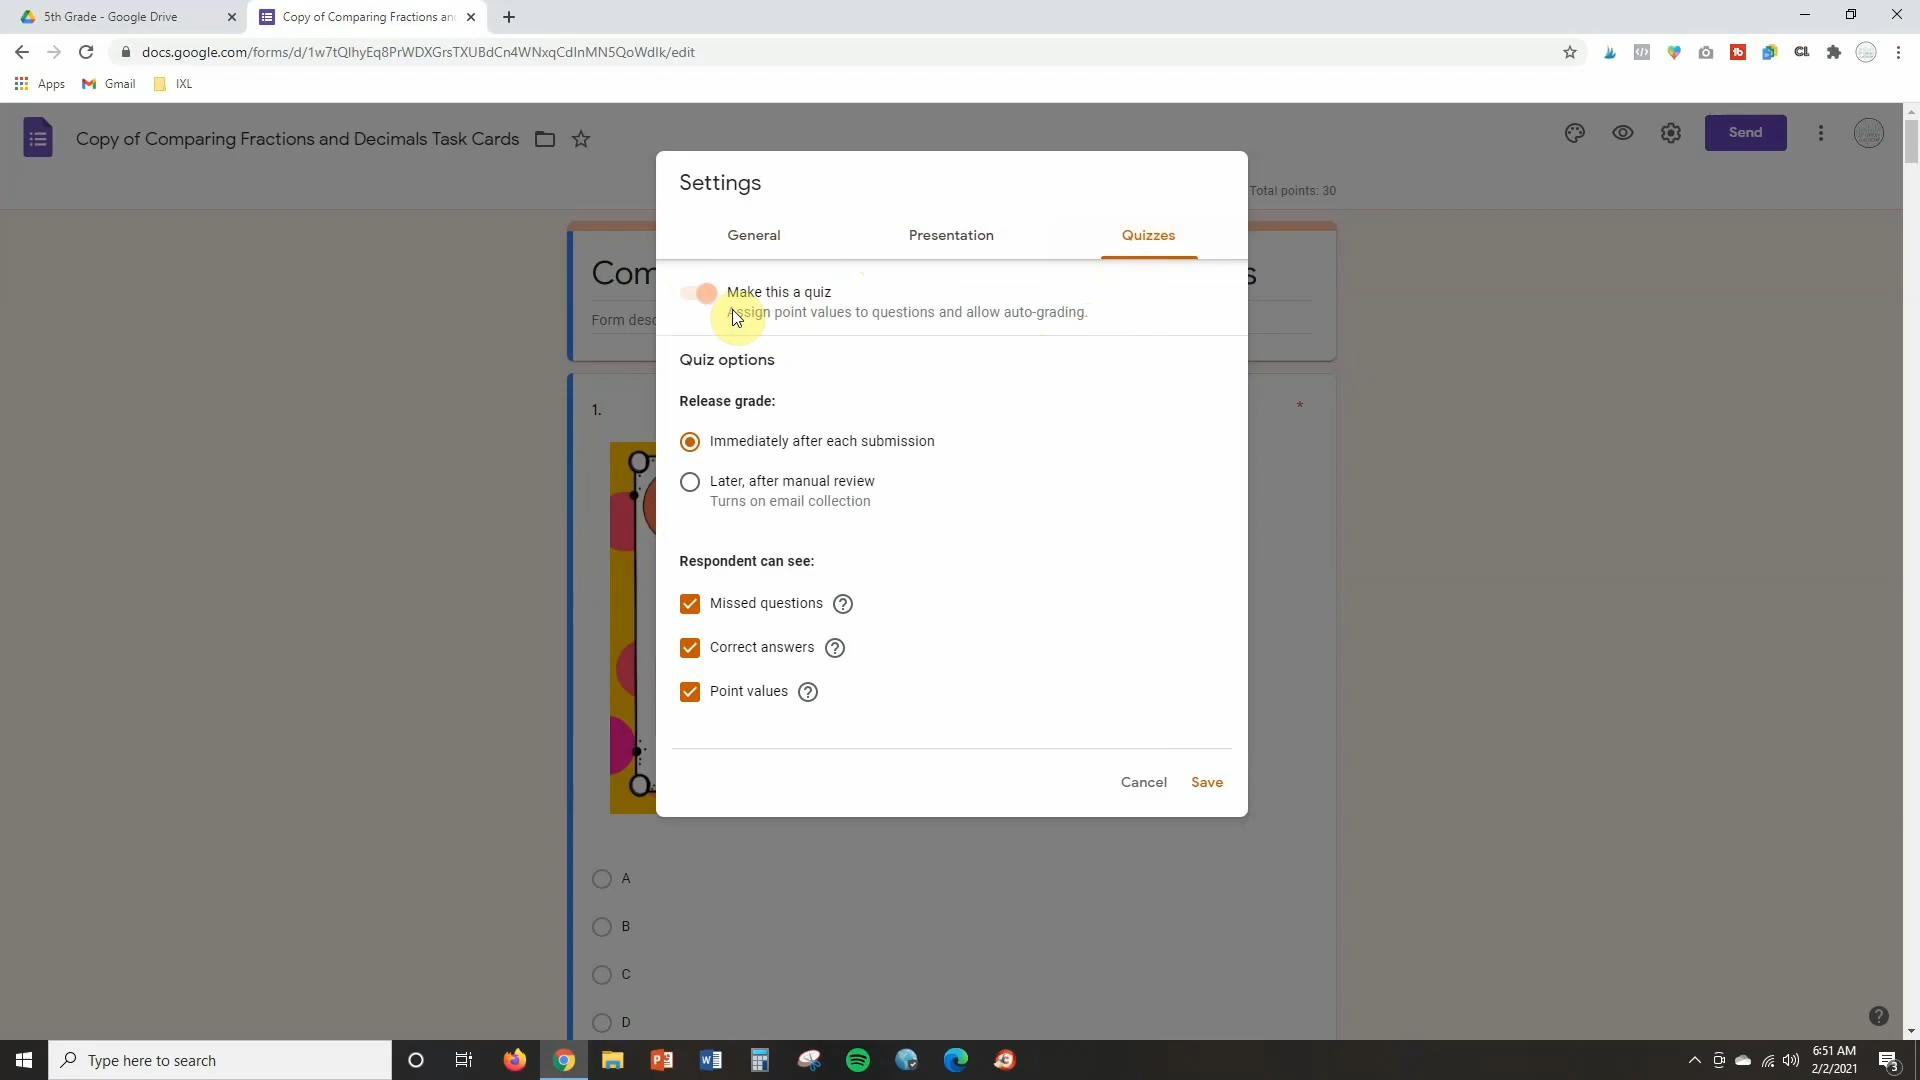 5th Grade - Google Drive
Copy of Comparing Fractions an
docs.google.com/forms/d/1w7tQlhyEq8PrWDXGrsTXUBdCn4WNxqCdInMN5QoWdlk/edit
Apps
Gmail
IXL
Copy of Comparing Fractions and Decimals Task Cards
Send
Total points: 30
Settings
General
Presentation
Quizzes
Com
s
Make this a quiz
Assign point values to questions and allow auto-grading.
Form desc
Quiz options
Release grade:
1.
*
Immediately after each submission
Later, after manual review
Turns on email collection
Respondent can see:
Missed questions
Correct answers
Point values
Cancel
Save
A
B
C
D
Type here to search
6:51 AM
2/2/2021
3